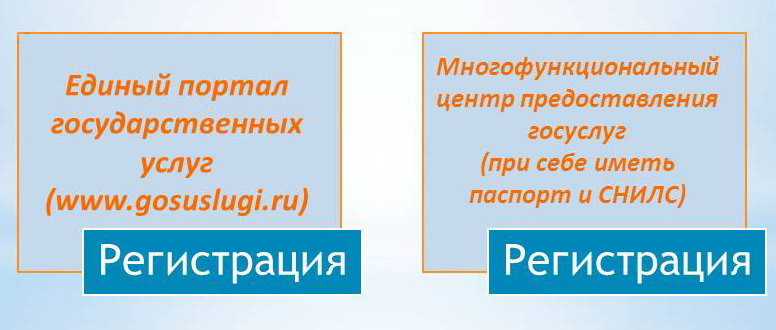 Единый портал
государственных
услуг
(www.gosuslugi.ru)
Регистрация
Многофункциональный
центр предоставления
госуслуг
(при себе иметь
паспорт и СНИЛС)
Регистрация